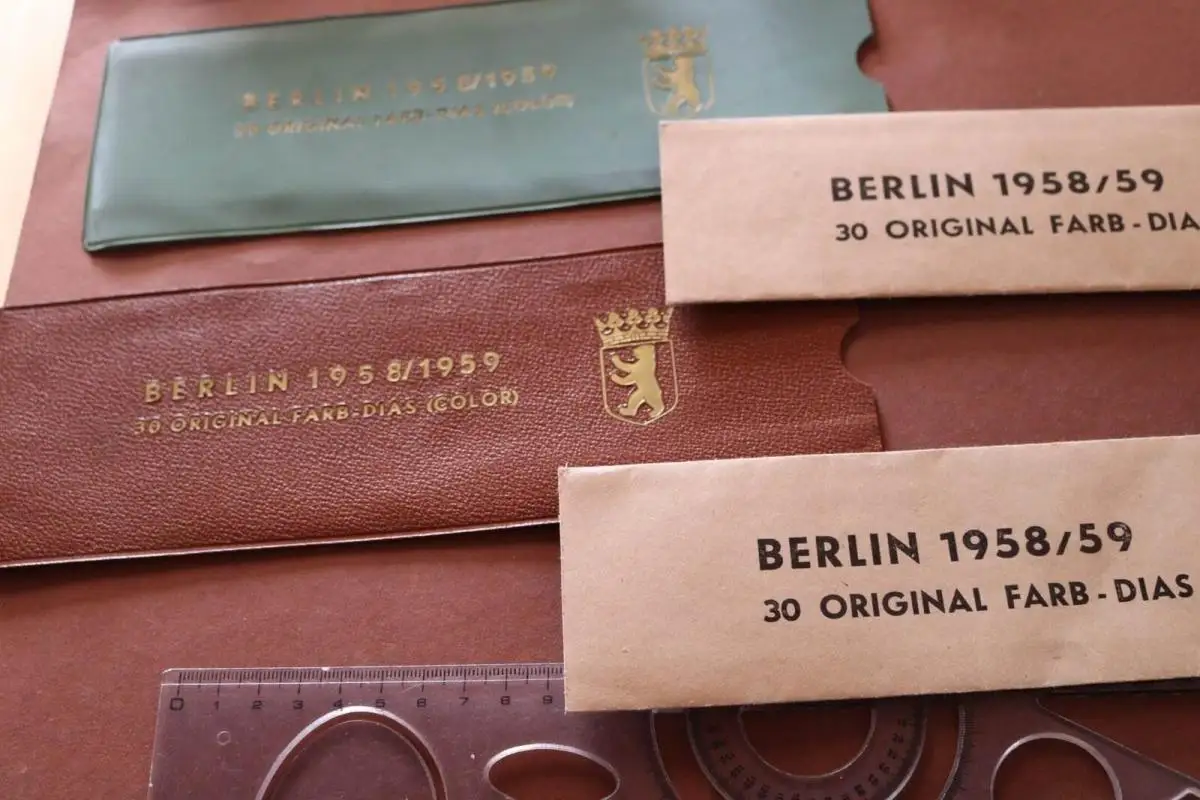 BERLIN 1958/1959
30 ORIGINAL FARB-DIAS (COLOR)
BERLIN 1958/59
30 ORIGINAL FARB-DIA
BERLIN 1958/1959
30 ORIGINAL FARB-DIAS (COLOR)
BERLIN 1958/59
30 ORIGINAL FARB-DIAS
0 1 2 3 4 5 6 7 8 9